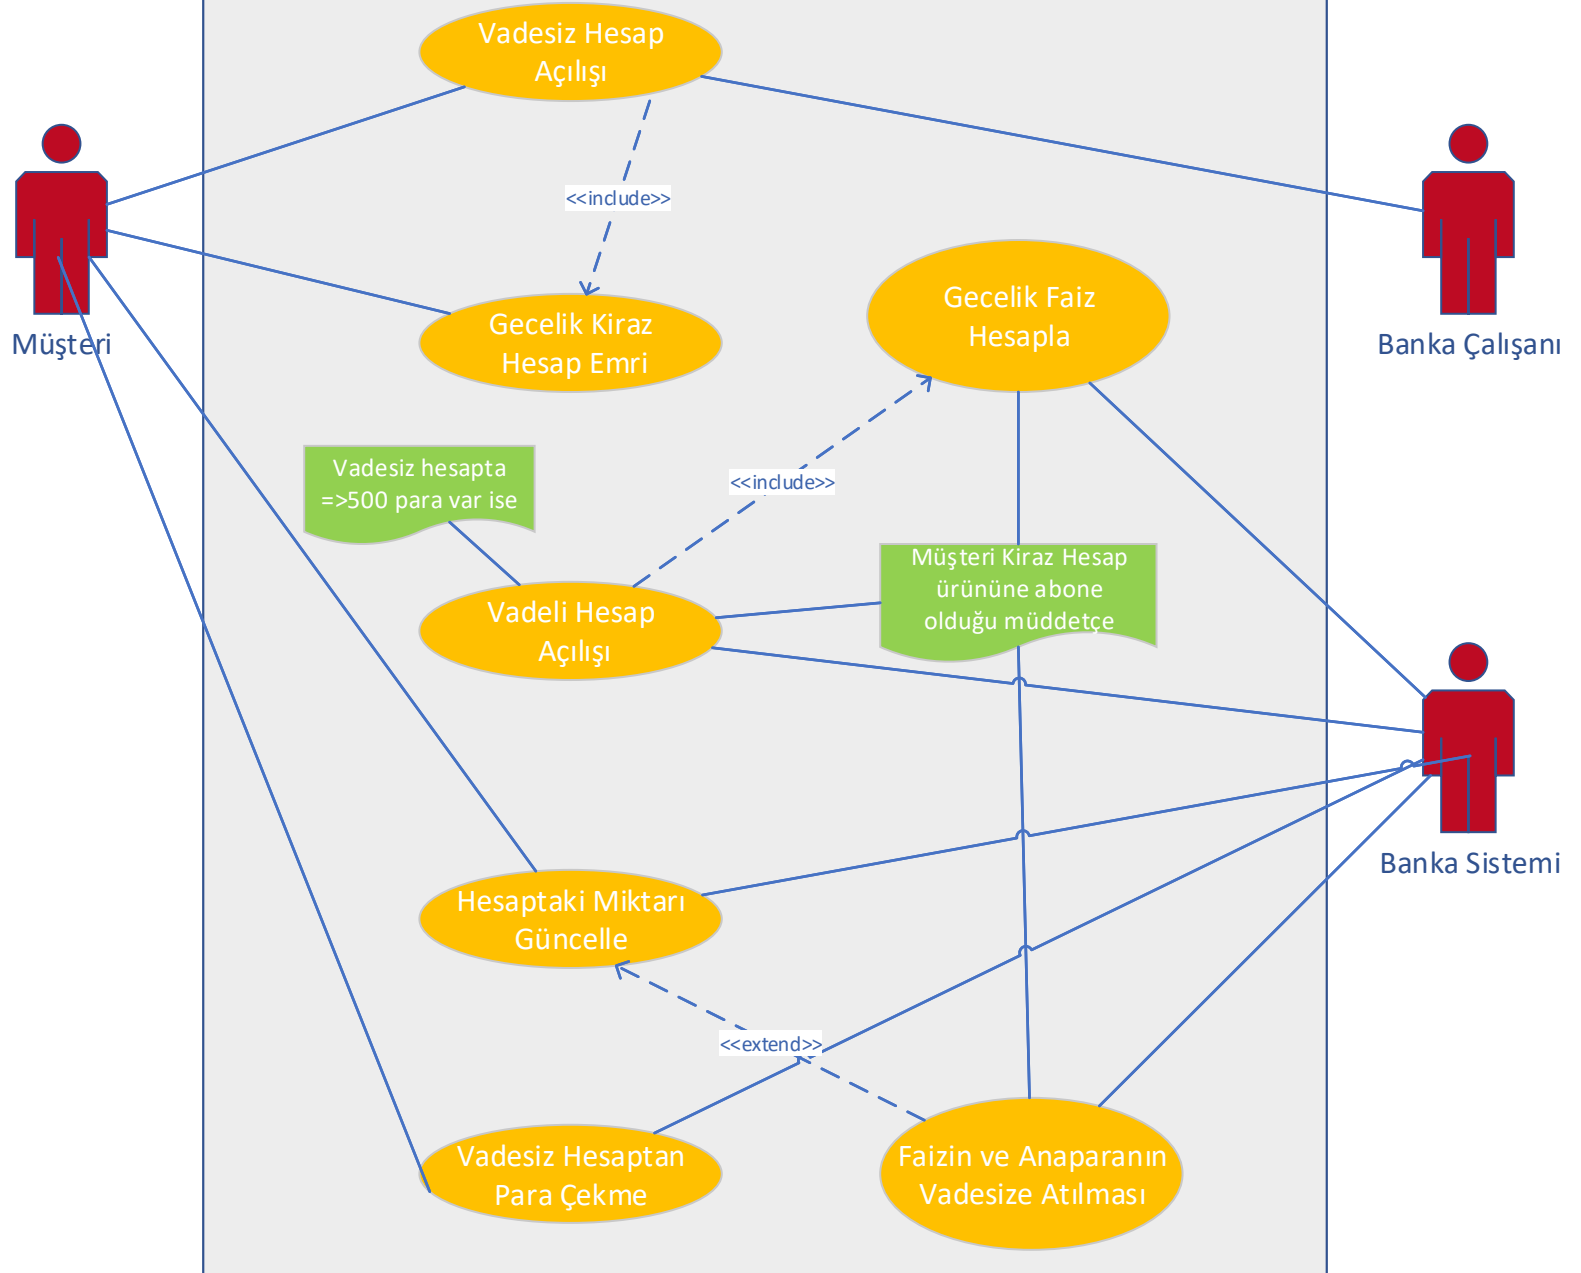 Vadesiz Hesap
Açılışı
<<include>>
Müşteri
Banka Çalışanı
Gecelik Kiraz
Hesap Emri
Gecelik Faiz
Hesapla
Vadesiz hesapta
=>500 para var ise
<<include>>
Müşteri Kiraz Hesap
ürününe abone
olduğu müddetçe
Vadeli Hesap
Açılışı
Banka Sistemi
Hesaptaki Miktarı
Güncelle
<<extend>>
Vadesiz Hesaptan
Para Çekme
Faizin ve Anaparanın
Vadesize Atılması